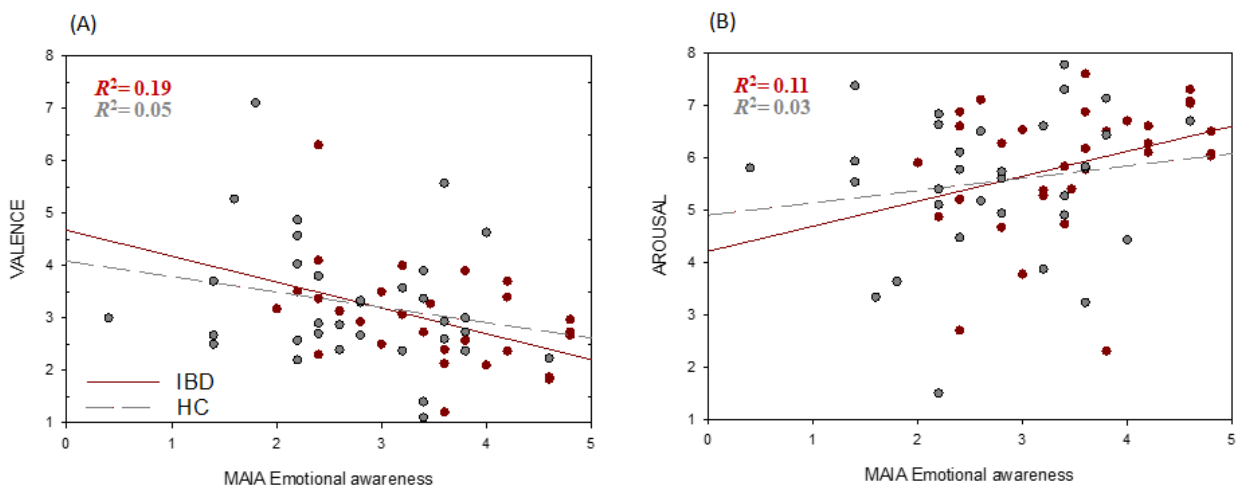 (A)
R² = 0.19
R² = 0.05
8
7
6
5
4
3
2
1
VALENCE
IBD
HC
0 1 2 3 4 5
MAIA Emotional awareness
(B)
R² = 0.11
R² = 0.03
8
7
6
5
4
3
2
1
AROUSAL
0 1 2 3 4 5
MAIA Emotional awareness